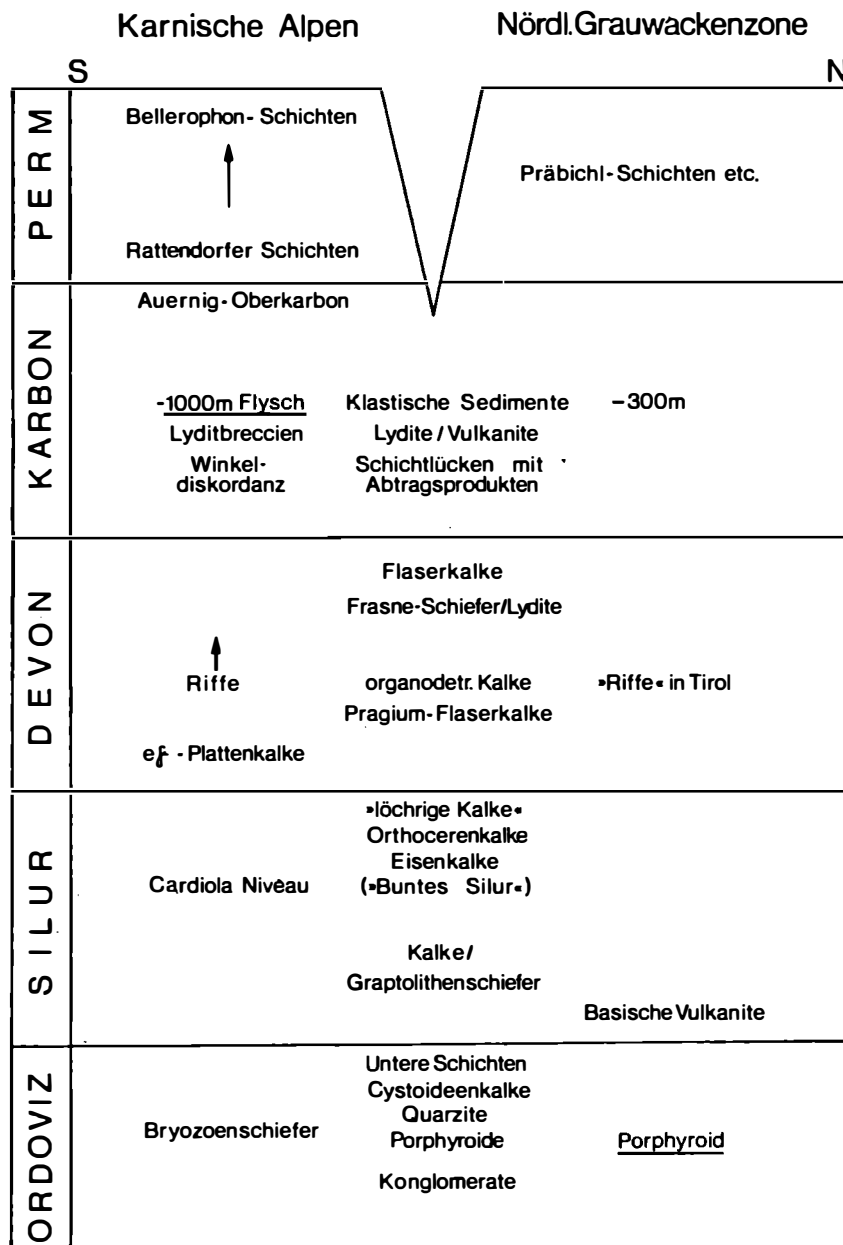 Karnische Alpen Nördl.Grauwackenzone
S N
PERM
Bellerophon-Schichten
Präbichl-Schichten etc.
Rattendorfer Schichten
KARBON
Auernig-Oberkarbon
-1000m Flysch Klastische Sedimente -300m
Lyditbreccien Lydite/Vulkanite
Winkel- Schichtlücken mit
diskordanz Abtragsprodukten
DEVON
Flaserkalke
Frasne-Schiefer/Lydite
Riffe organodetr. Kalke »Riffe« in Tirol
Pragium-Flaserkalke
ef-Plattenkalke
SILUR
»löchrige Kalke«
Orthocerenkalke
Eisenkalke
Cardiola Nivěau (»Buntes Silur«)
Kalke/
Graptolithenschiefer
Basische Vulkanite
ORDOVIZ
Untere Schichten
Cystoideenkalke
Quarzite
Bryozoenschiefer Porphyroide Porphyroid
Konglomerate